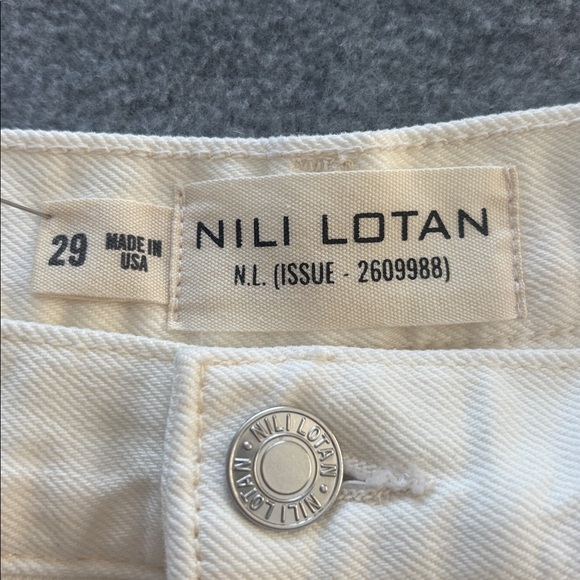 NILI LOTAN
N.L. (ISSUE - 2609988)
29
MADE IN
USA
NILI LOTAN • NILI LOTAN •